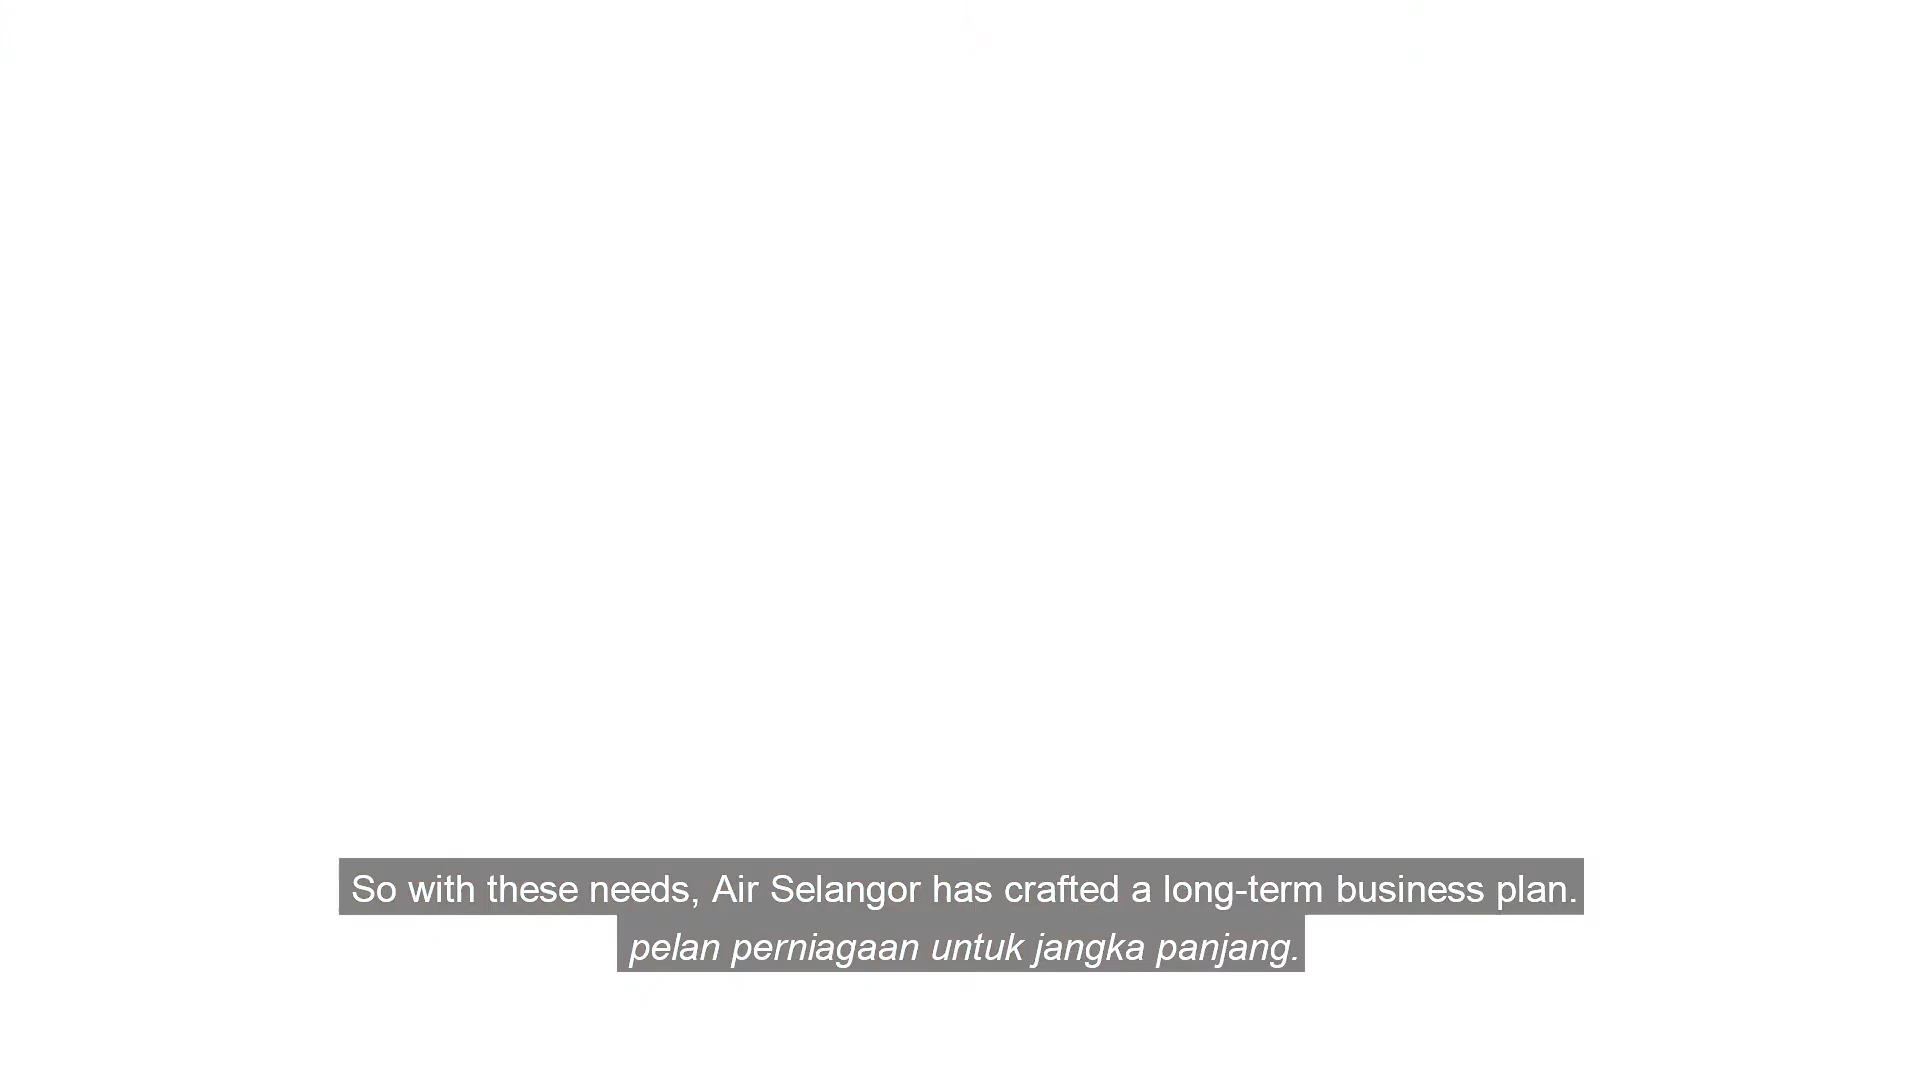 So with these needs, Air Selangor has crafted a long-term business plan.
pelan perniagaan untuk jangka panjang.